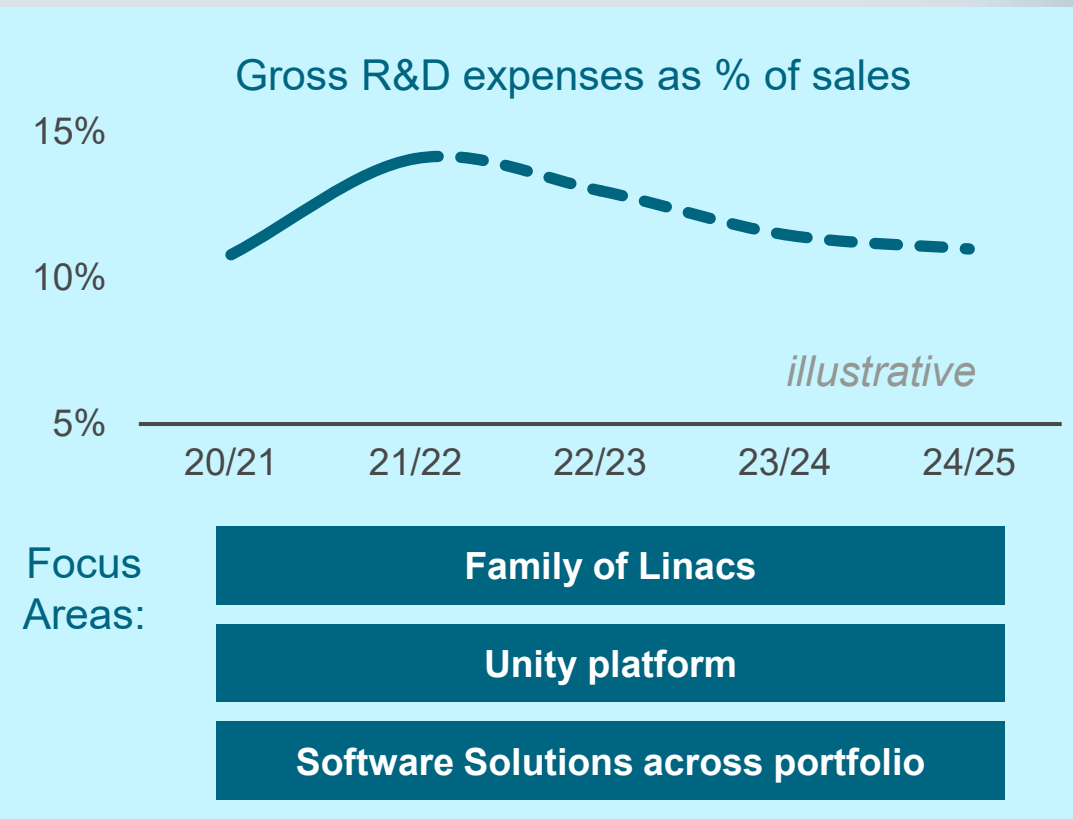 Gross R&D expenses as % of sales
15%
10%
illustrative
5%
20/21 21/22 22/23 23/24 24/25
Focus
Areas:
Family of Linacs
Unity platform
Software Solutions across portfolio